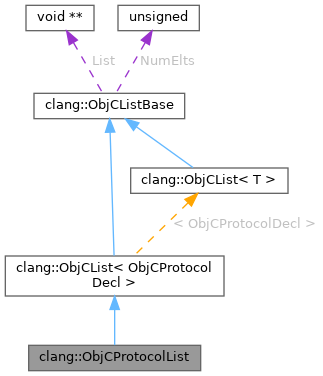 void **
unsigned
List
NumElts
clang::ObjCListBase
clang::ObjCList< T >
< ObjCProtocolDecl >
clang::ObjCList< ObjCProtocol
Decl >
clang::ObjCProtocolList